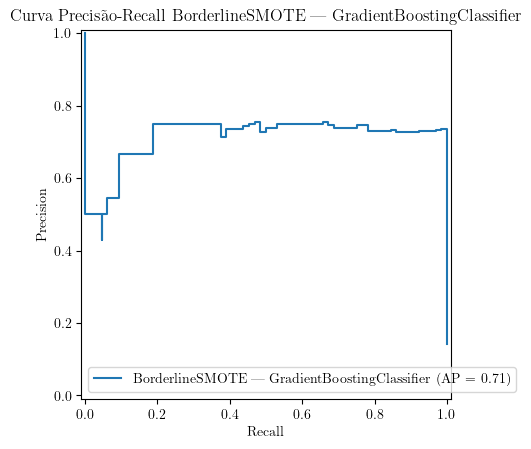 Curva Precisão-Recall BorderlineSMOTE — GradientBoostingClassifier
1.0
0.8
0.6
0.4
0.2
0.0
Precision
BorderlineSMOTE — GradientBoostingClassifier (AP = 0.71)
0.0 0.2 0.4 0.6 0.8 1.0
Recall